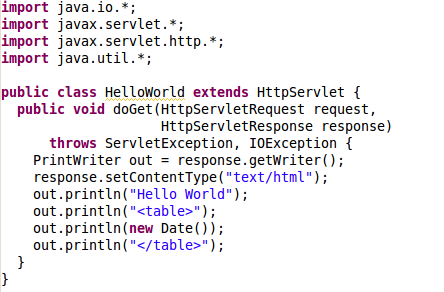 import java.io.*;
import javax.servlet.*;
import javax.servlet.http.*;
import java.util.*;

public class HelloWorld extends HttpServlet {
  public void doGet(HttpServletRequest request,
                    HttpServletResponse response)
      throws ServletException, IOException {
    PrintWriter out = response.getWriter();
    response.setContentType("text/html");
    out.println("Hello World");
    out.println("<table>");
    out.println(new Date());
    out.println("</table>");
  }
}